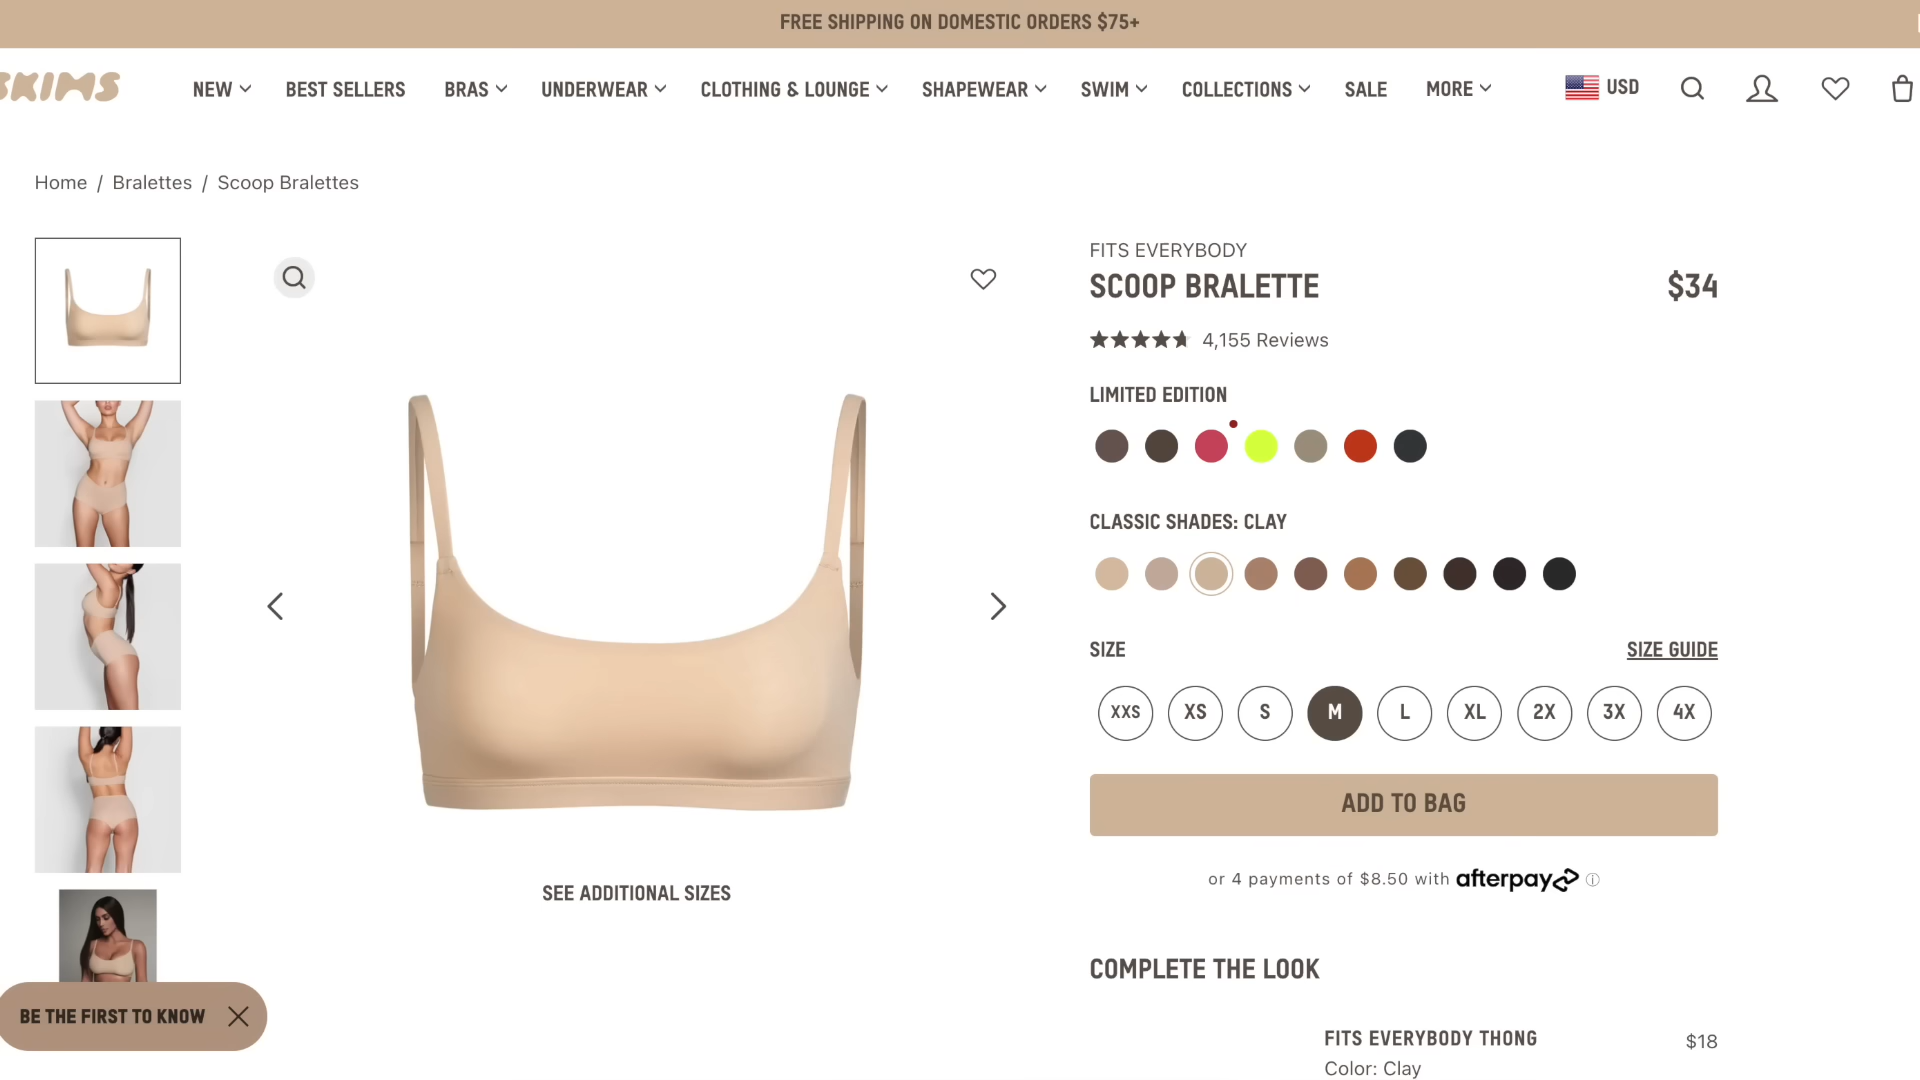 FREE SHIPPING ON DOMESTIC ORDERS $75+
SKIMS
NEW
BEST SELLERS
BRAS
UNDERWEAR
CLOTHING & LOUNGE
SHAPEWEAR
SWIM
COLLECTIONS
SALE
MORE
USD
Home / Bralettes / Scoop Bralettes
FITS EVERYBODY
SCOOP BRALETTE
$34
4,155 Reviews
LIMITED EDITION
CLASSIC SHADES: CLAY
SIZE
SIZE GUIDE
XXS
XS
S
M
L
XL
2X
3X
4X
ADD TO BAG
or 4 payments of $8.50 with afterpay
SEE ADDITIONAL SIZES
COMPLETE THE LOOK
BE THE FIRST TO KNOW
FITS EVERYBODY THONG
$18
Color: Clay